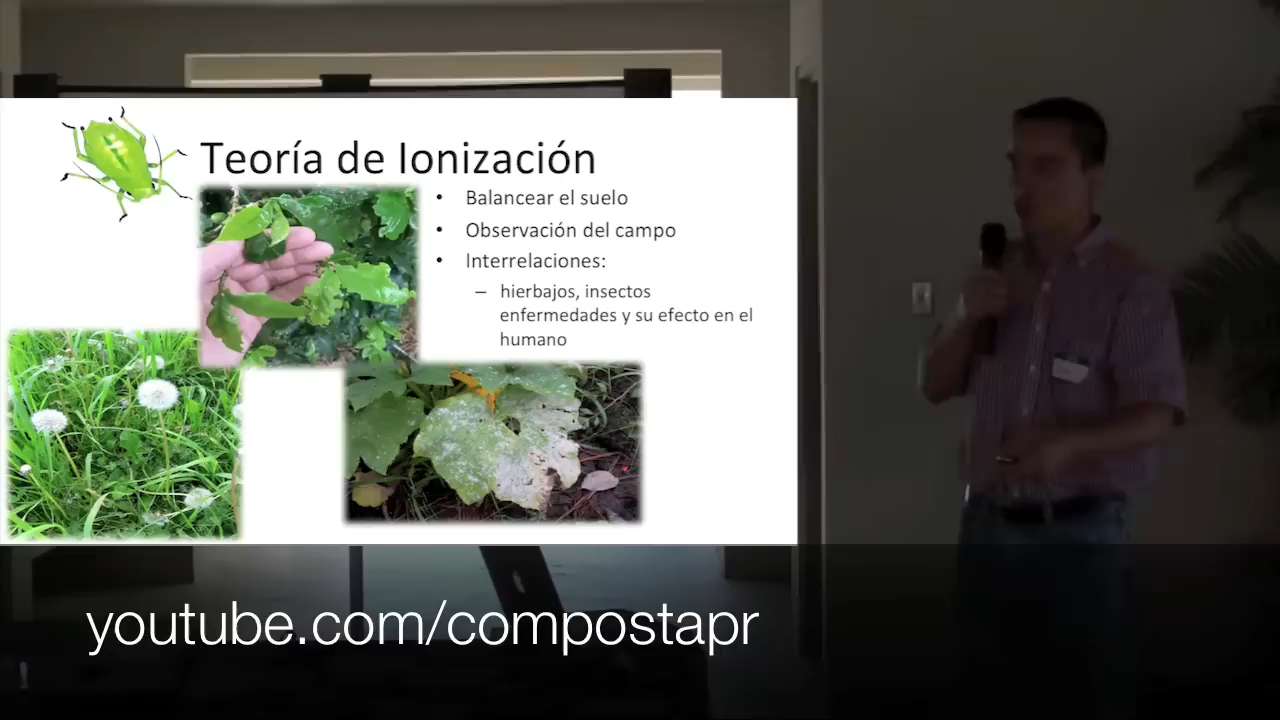 Teoría de Ionización
• Balancear el suelo
• Observación del campo
• Interrelaciones:
– hierbajos, insectos
enfermedades y su efecto en el
humano
youtube.com/compostapr